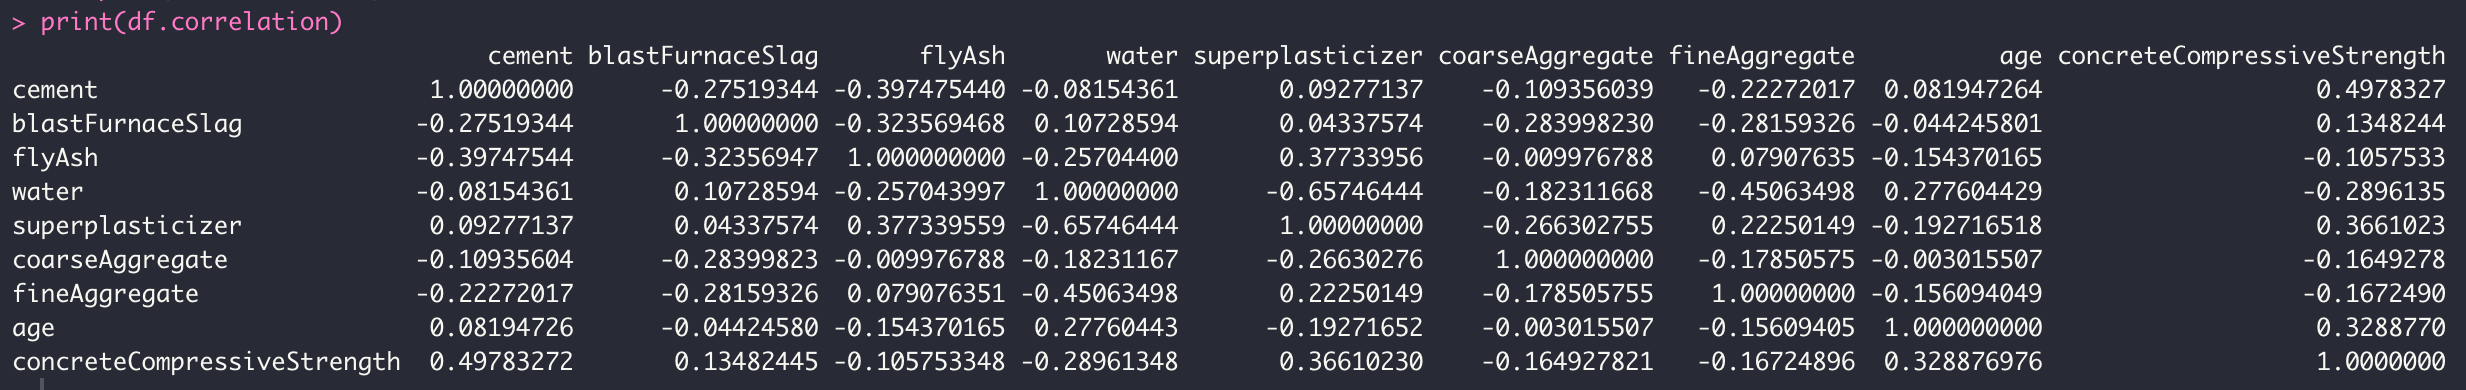 > print(df.correlation)
cement blastFurnaceSlag flyAsh water superplasticizer coarseAggregate fineAggregate age concreteCompressiveStrength
cement 1.00000000 -0.27519344 -0.397475440 -0.08154361 0.09277137 -0.109356039 -0.22272017 0.081947264 0.4978327
blastFurnaceSlag -0.27519344 1.00000000 -0.323569468 0.10728594 0.04337574 -0.283998230 -0.28159326 -0.044245801 0.1348244
flyAsh -0.39747544 -0.32356947 1.000000000 -0.25704400 0.37733956 -0.009976788 0.07907635 -0.154370165 -0.1057533
water -0.08154361 0.10728594 -0.257043997 1.00000000 -0.65746444 -0.182311668 -0.45063498 0.277604429 -0.2896135
superplasticizer 0.09277137 0.04337574 0.377339559 -0.65746444 1.00000000 -0.266302755 0.22250149 -0.192716518 0.3661023
coarseAggregate -0.10935604 -0.28399823 -0.009976788 -0.18231167 -0.26630276 1.000000000 -0.17850575 -0.003015507 -0.1649278
fineAggregate -0.22272017 -0.28159326 0.079076351 -0.45063498 0.22250149 -0.178505755 1.00000000 -0.156094049 -0.1672490
age 0.08194726 -0.04424580 -0.154370165 0.27760443 -0.19271652 -0.003015507 -0.15609405 1.000000000 0.3288770
concreteCompressiveStrength 0.49783272 0.13482445 -0.105753348 -0.28961348 0.36610230 -0.164927821 -0.16724896 0.328876976 1.0000000